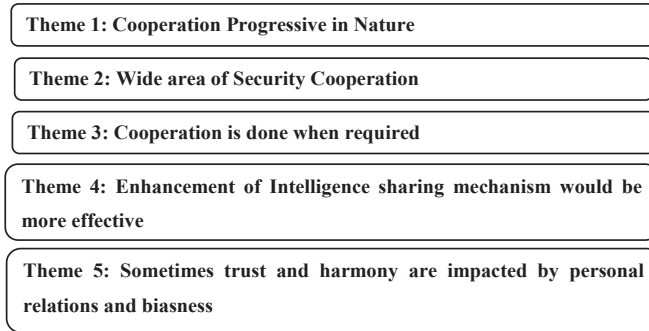 Theme 1: Cooperation Progressive in Nature
Theme 2: Wide area of Security Cooperation
Theme 3: Cooperation is done when required
Theme 4: Enhancement of Intelligence sharing mechanism would be
more effective
Theme 5: Sometimes trust and harmony are impacted by personal
relations and biasness